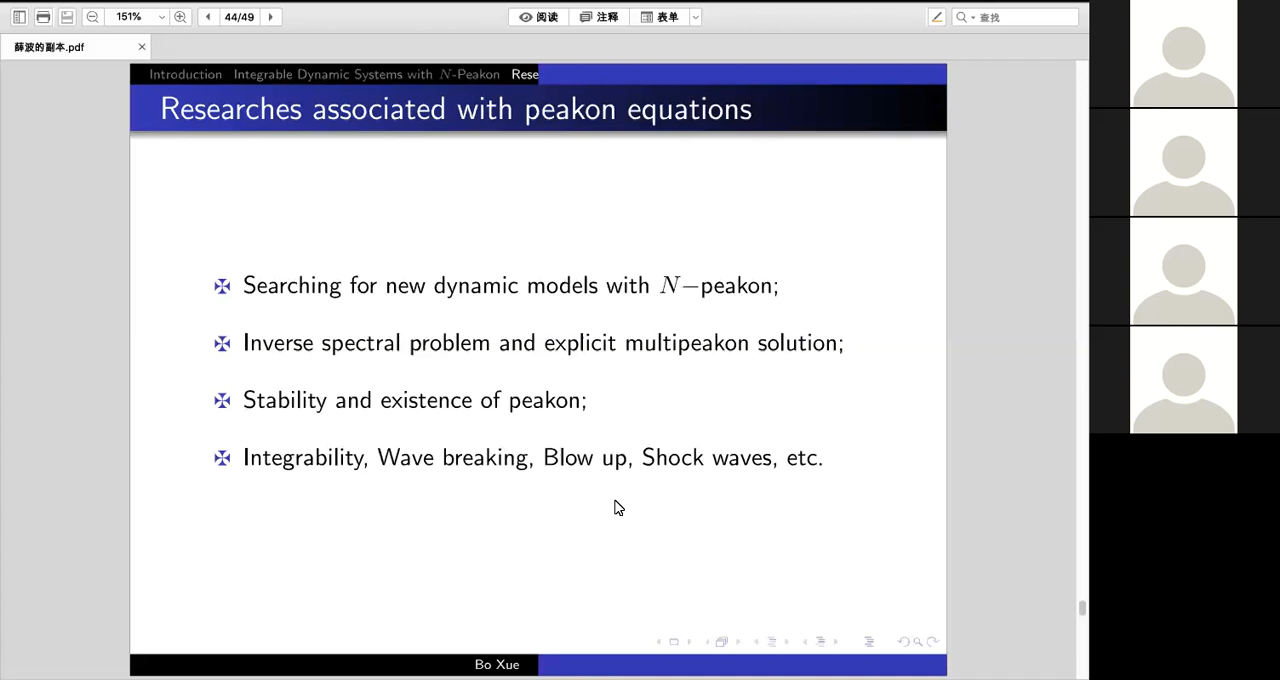 151%
44/49
阅读
注释
表单
查找
薛波的副本.pdf
Introduction Integrable Dynamic Systems with N-Peakon Rese
Researches associated with peakon equations
Searching for new dynamic models with N−peakon;
Inverse spectral problem and explicit multipeakon solution;
Stability and existence of peakon;
Integrability, Wave breaking, Blow up, Shock waves, etc.
Bo Xue